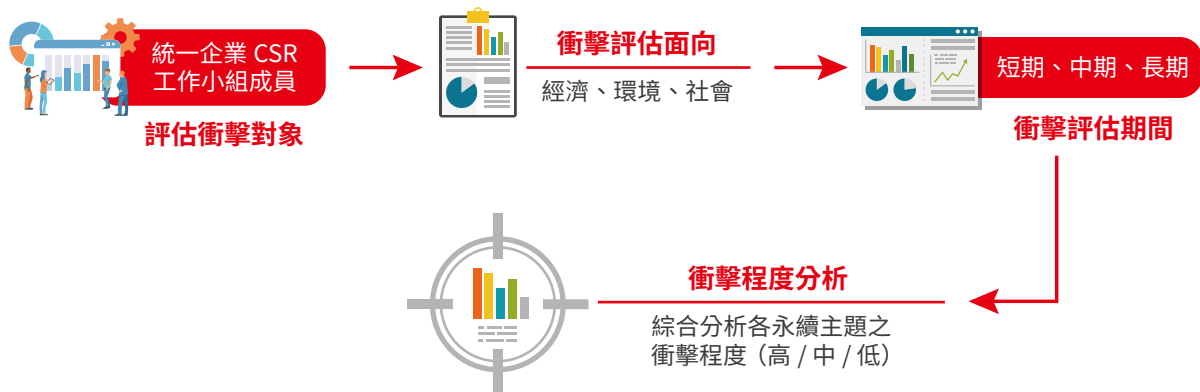 統一企業 CSR
工作小組成員
評估衝擊對象
衝擊評估面向
經濟、環境、社會
短期、中期、長期
衝擊評估期間
衝擊程度分析
綜合分析各永續主題之
衝擊程度（高 / 中 / 低）